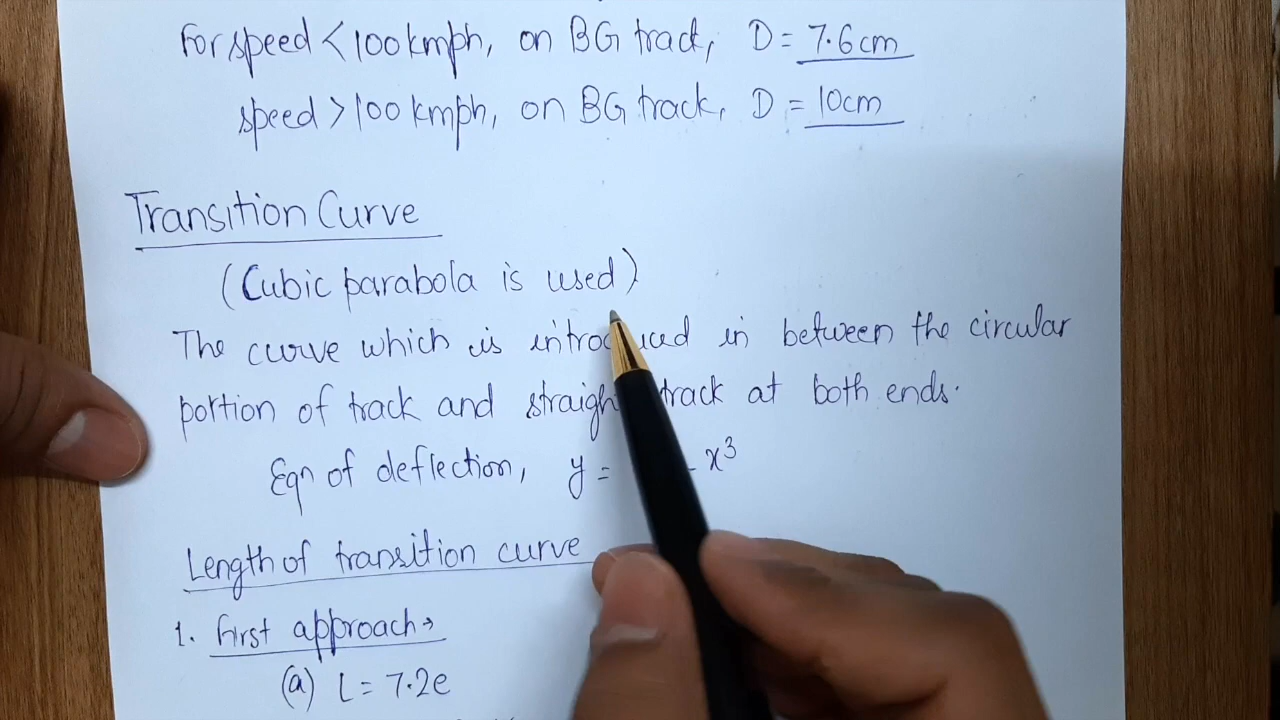 For speed < 100 kmph, on BG track, D = 7.6cm
speed > 100 kmph, on BG track, D = 10cm
Transition Curve
(Cubic parabola is used)
The curve which is introduced in between the circular
portion of track and straight track at both ends.
Eqn of deflection, y = x³
Length of transition curve
1. First approach→
(a) L = 7.2e